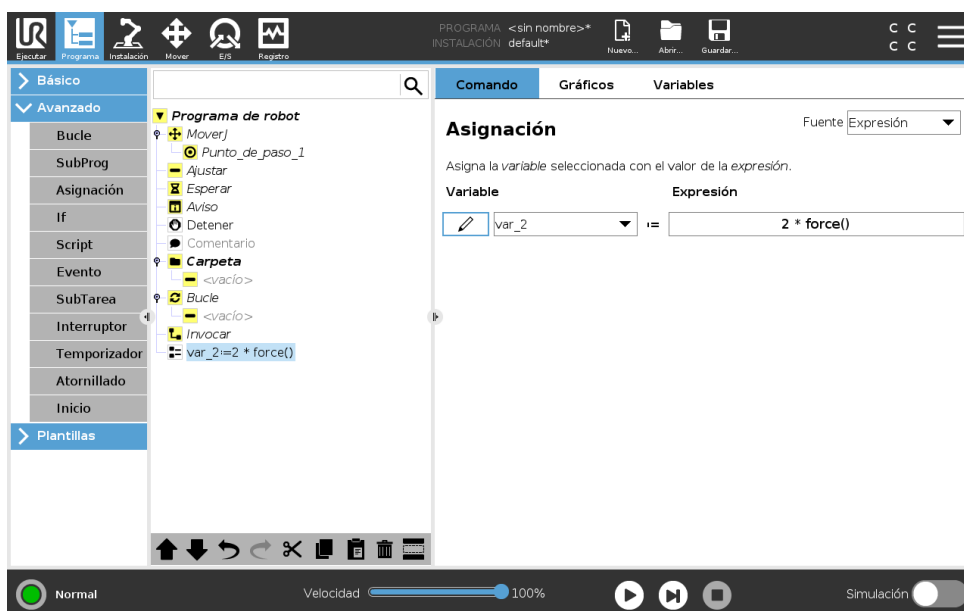 UR
Ejecutar
Programa
Instalación
Mover
E/S
Registro
PROGRAMA <sin nombre>*
INSTALACIÓN default*
Nuevo...
Abrir...
Guardar...
C C
C C
Básico
Avanzado
Bucle
SubProg
Asignación
If
Script
Evento
SubTarea
Interruptor
Temporizador
Atornillado
Inicio
Plantillas
Programa de robot
MoverJ
Punto_de_paso_1
Ajustar
Esperar
Aviso
Detener
Comentario
Carpeta
<vacío>
Bucle
<vacío>
Invocar
var_2:=2 * force()
Comando
Gráficos
Variables
Asignación
Fuente Expresión
Asigna la variable seleccionada con el valor de la expresión.
Variable
Expresión
var_2 := 2 * force()
Normal
Velocidad
100%
Simulación